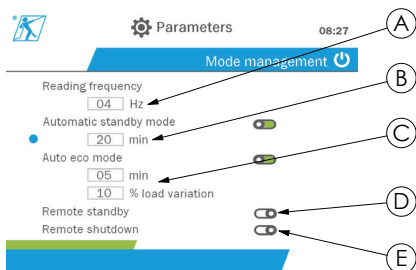 Parameters
08:27
Mode management
Reading frequency
04 Hz
Automatic standby mode
20 min
Auto eco mode
05 min
10 % load variation
Remote standby
Remote shutdown
A
B
C
D
E